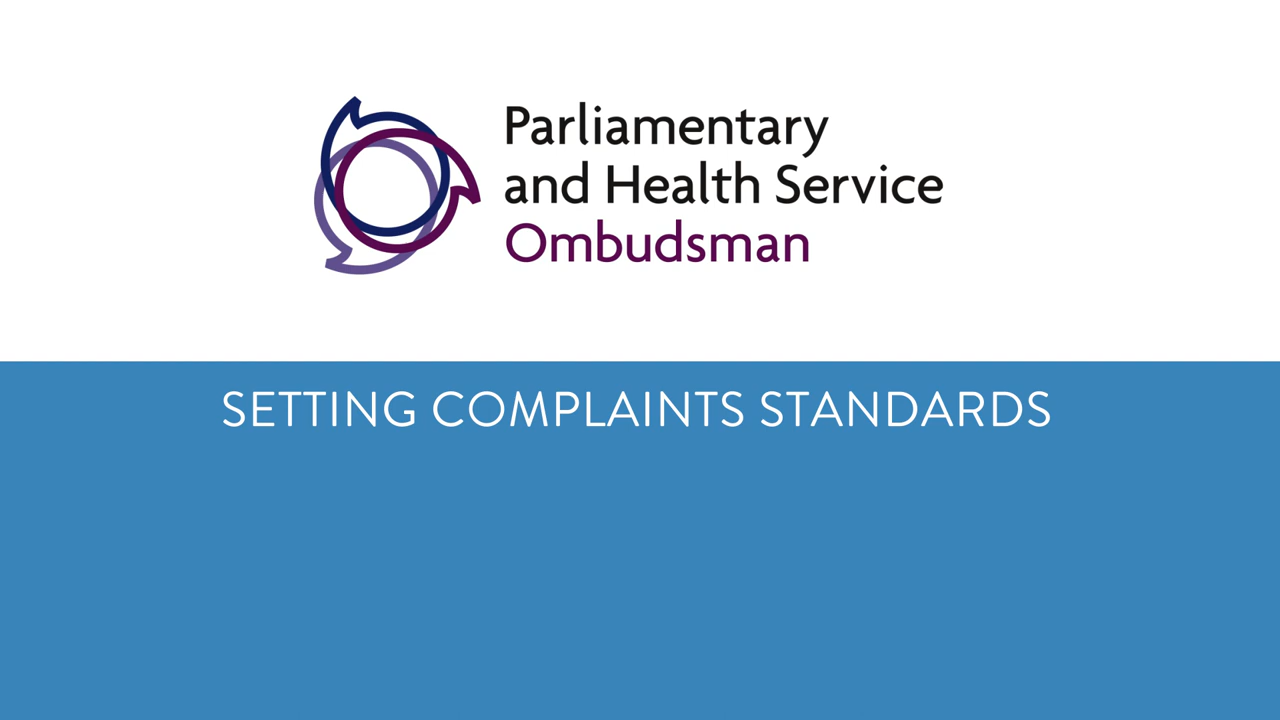 Parliamentary
and Health Service
Ombudsman
SETTING COMPLAINTS STANDARDS